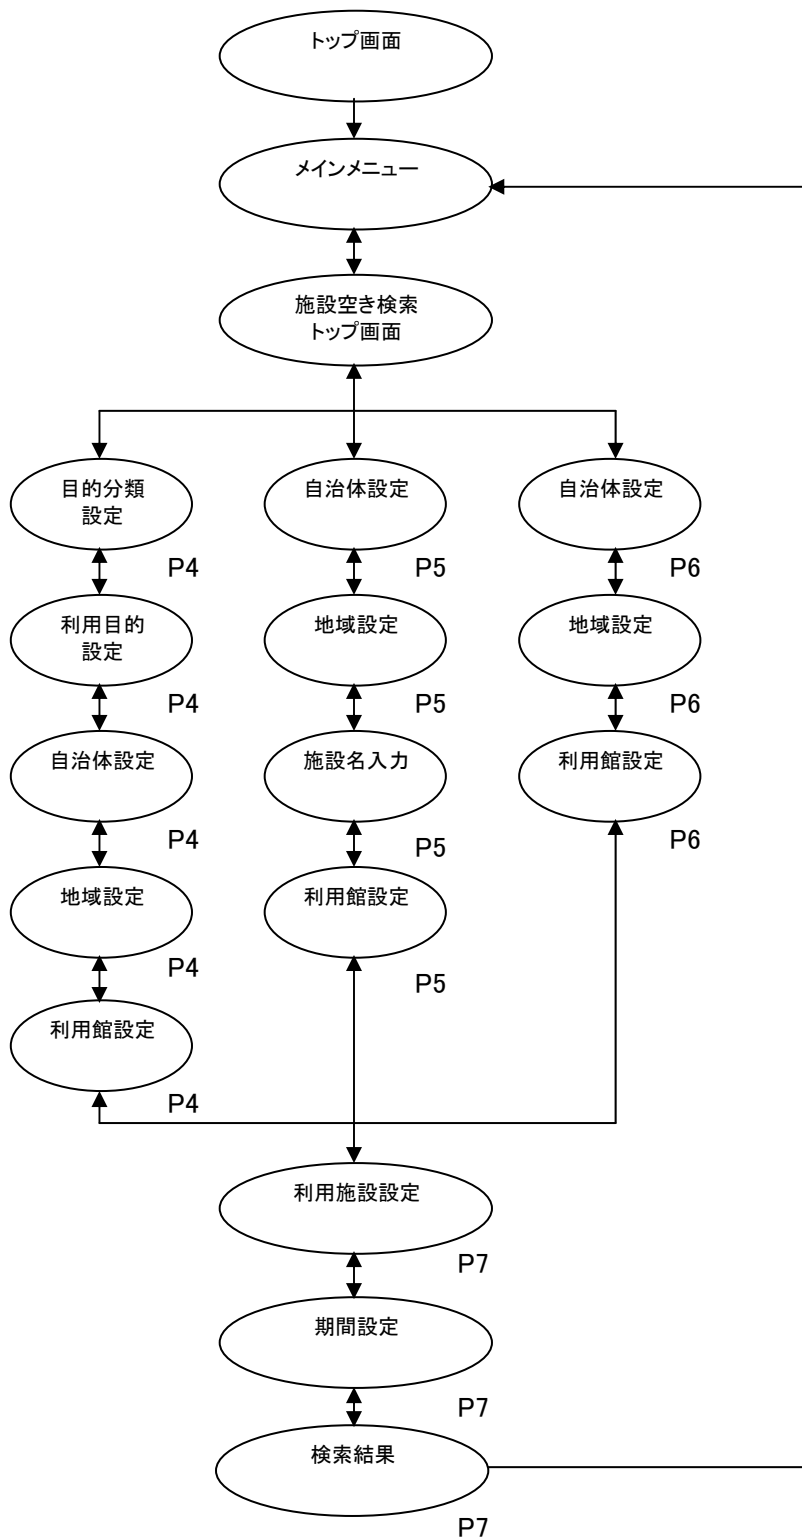 トップ画面
メインメニュー
施設空き検索
トップ画面
目的分類
設定
P4
自治体設定
P5
自治体設定
P6
利用目的
設定
P4
地域設定
P5
地域設定
P6
自治体設定
P4
施設名入力
P5
利用館設定
P6
地域設定
P4
利用館設定
P5
利用館設定
P4
利用施設設定
P7
期間設定
P7
検索結果
P7